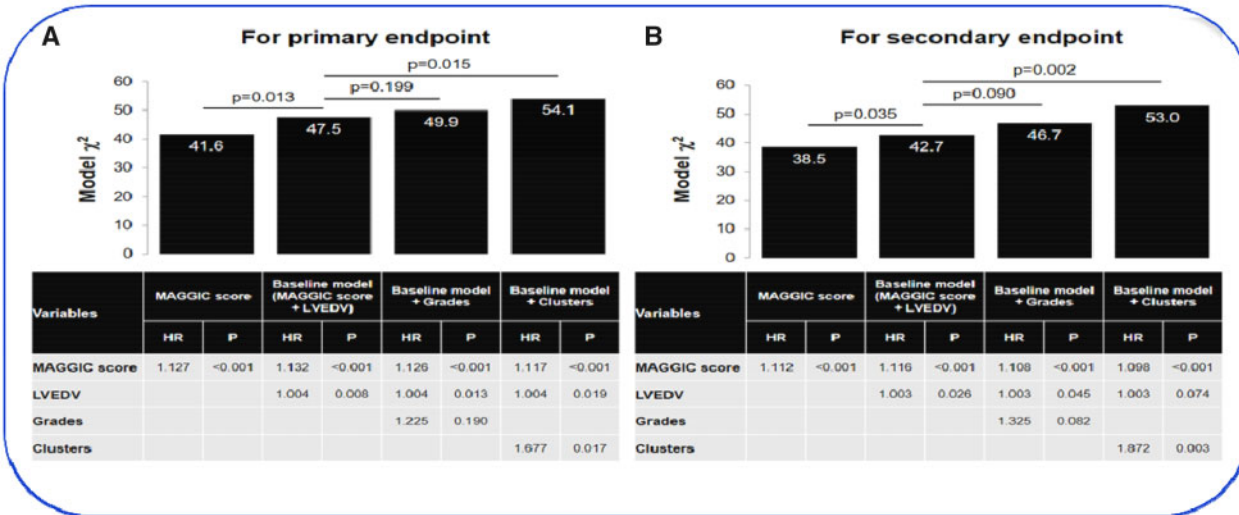 A
For primary endpoint
p=0.015
p=0.199
p=0.013
60
50
40
30
20
10
0
Model χ²
41.6
47.5
49.9
54.1
Variables
MAGGIC score
Baseline model
(MAGGIC score
+ LVEDV)
Baseline model
+ Grades
Baseline model
+ Clusters
HR P HR P HR P HR P
MAGGIC score 1.127 <0.001 1.132 <0.001 1.126 <0.001 1.117 <0.001
LVEDV 1.004 0.008 1.004 0.013 1.004 0.019
Grades 1.225 0.190
Clusters 1.677 0.017
B
For secondary endpoint
p=0.002
p=0.090
p=0.035
60
50
40
30
20
10
0
Model χ²
38.5
42.7
46.7
53.0
Variables
MAGGIC score
Baseline model
(MAGGIC score
+ LVEDV)
Baseline model
+ Grades
Baseline model
+ Clusters
HR P HR P HR P HR P
MAGGIC score 1.112 <0.001 1.116 <0.001 1.108 <0.001 1.098 <0.001
LVEDV 1.003 0.026 1.003 0.045 1.003 0.074
Grades 1.325 0.082
Clusters 1.872 0.003